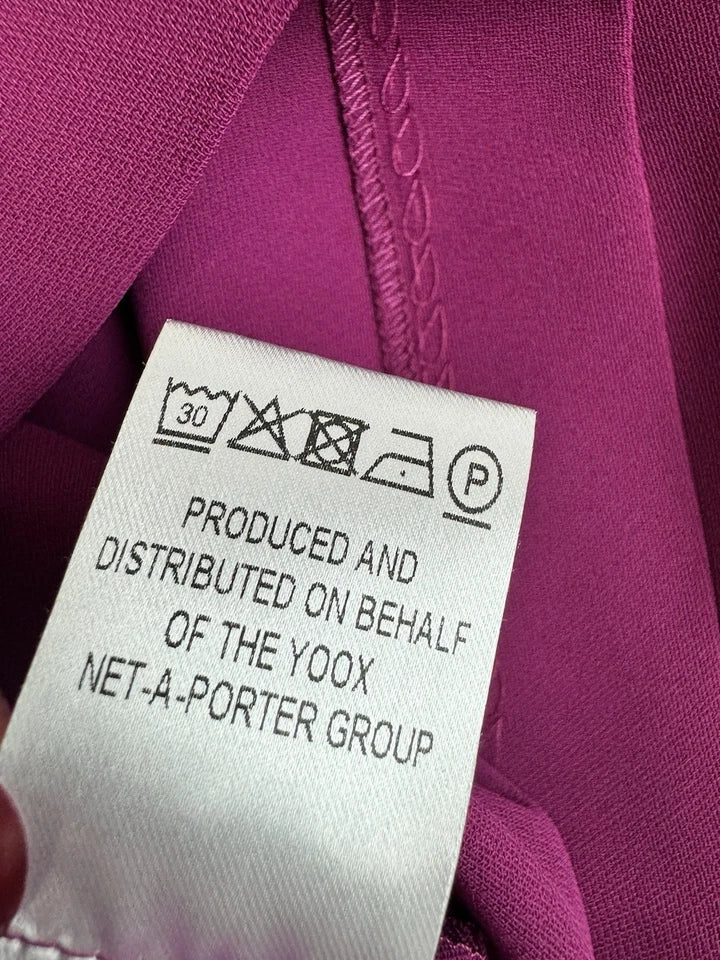 30 P
PRODUCED AND
DISTRIBUTED ON BEHALF
OF THE YOOX
NET-A-PORTER GROUP